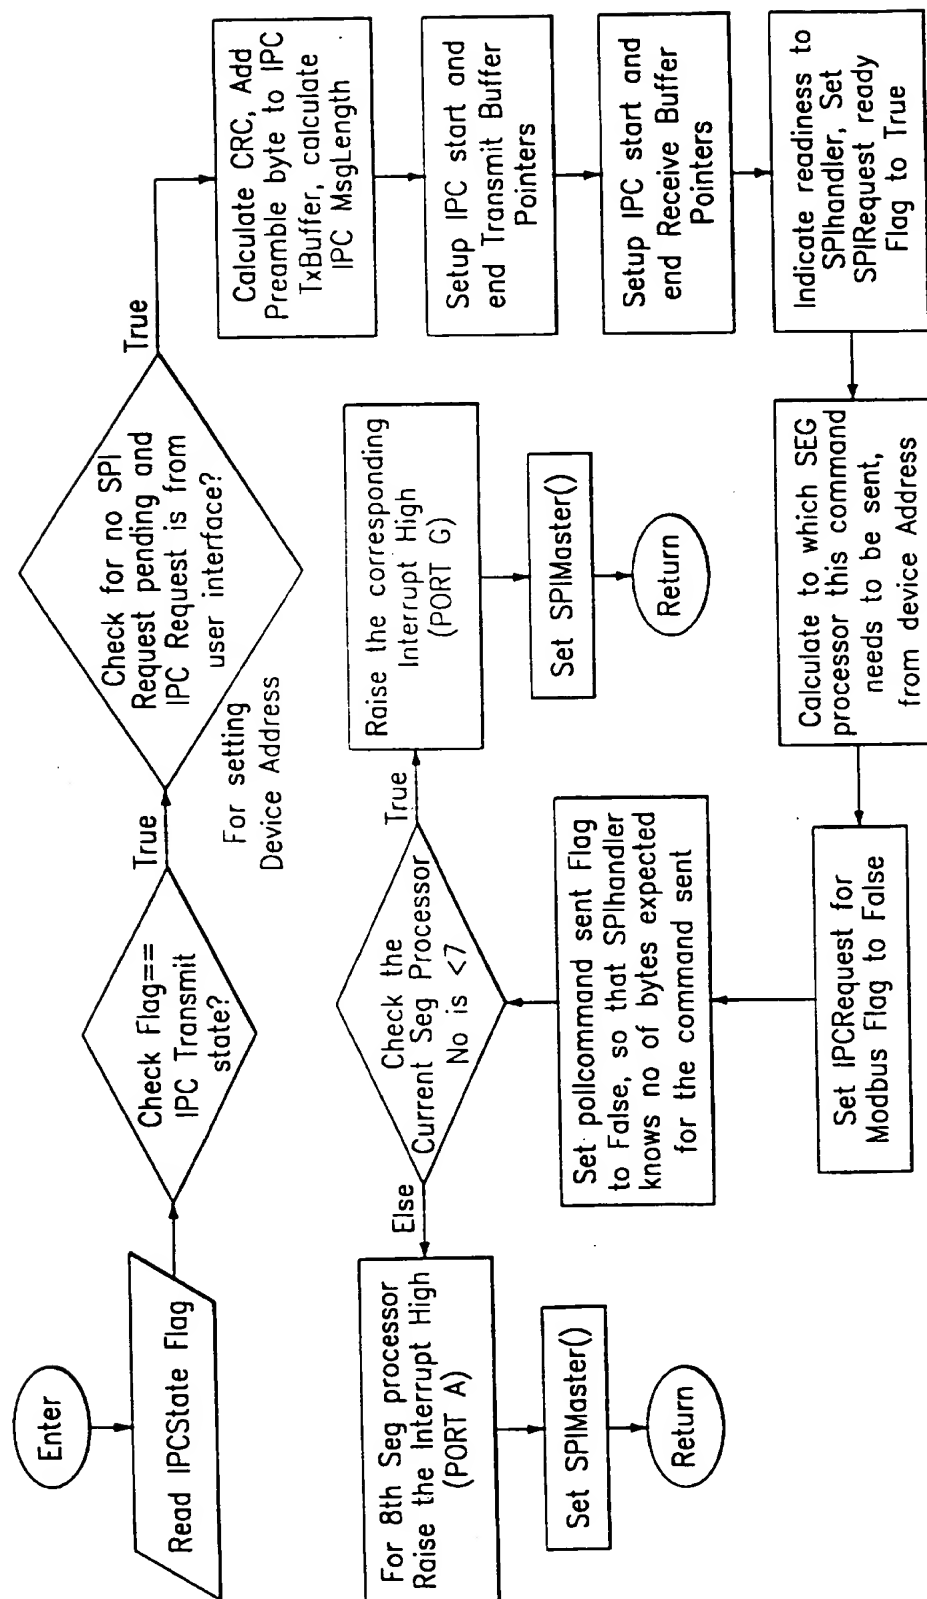 Enter
Read IPCState Flag
Check Flag==
IPC Transmit
state?
True
Check for no SPI
Request pending and
IPC Request is from
user interface?
True
For setting
Device Address
Calculate CRC, Add
Preamble byte to IPC
TxBuffer, calculate
IPC MsgLength
Setup IPC start and
end Transmit Buffer
Pointers
Setup IPC start and
end Receive Buffer
Pointers
Indicate readiness to
SPIhandler, Set
SPIRequest ready
Flag to True
Calculate to which SEG
processor this command
needs to be sent,
from device Address
Set IPCRequest for
Modbus Flag to False
Set pollcommand sent Flag
to False, so that SPIhandler
knows no of bytes expected
for the command sent
Check the
Current Seg Processor
No is <7
True
Raise the corresponding
Interrupt High
(PORT G)
Set SPIMaster()
Return
Else
For 8th Seg processor
Raise the Interrupt High
(PORT A)
Set SPIMaster()
Return